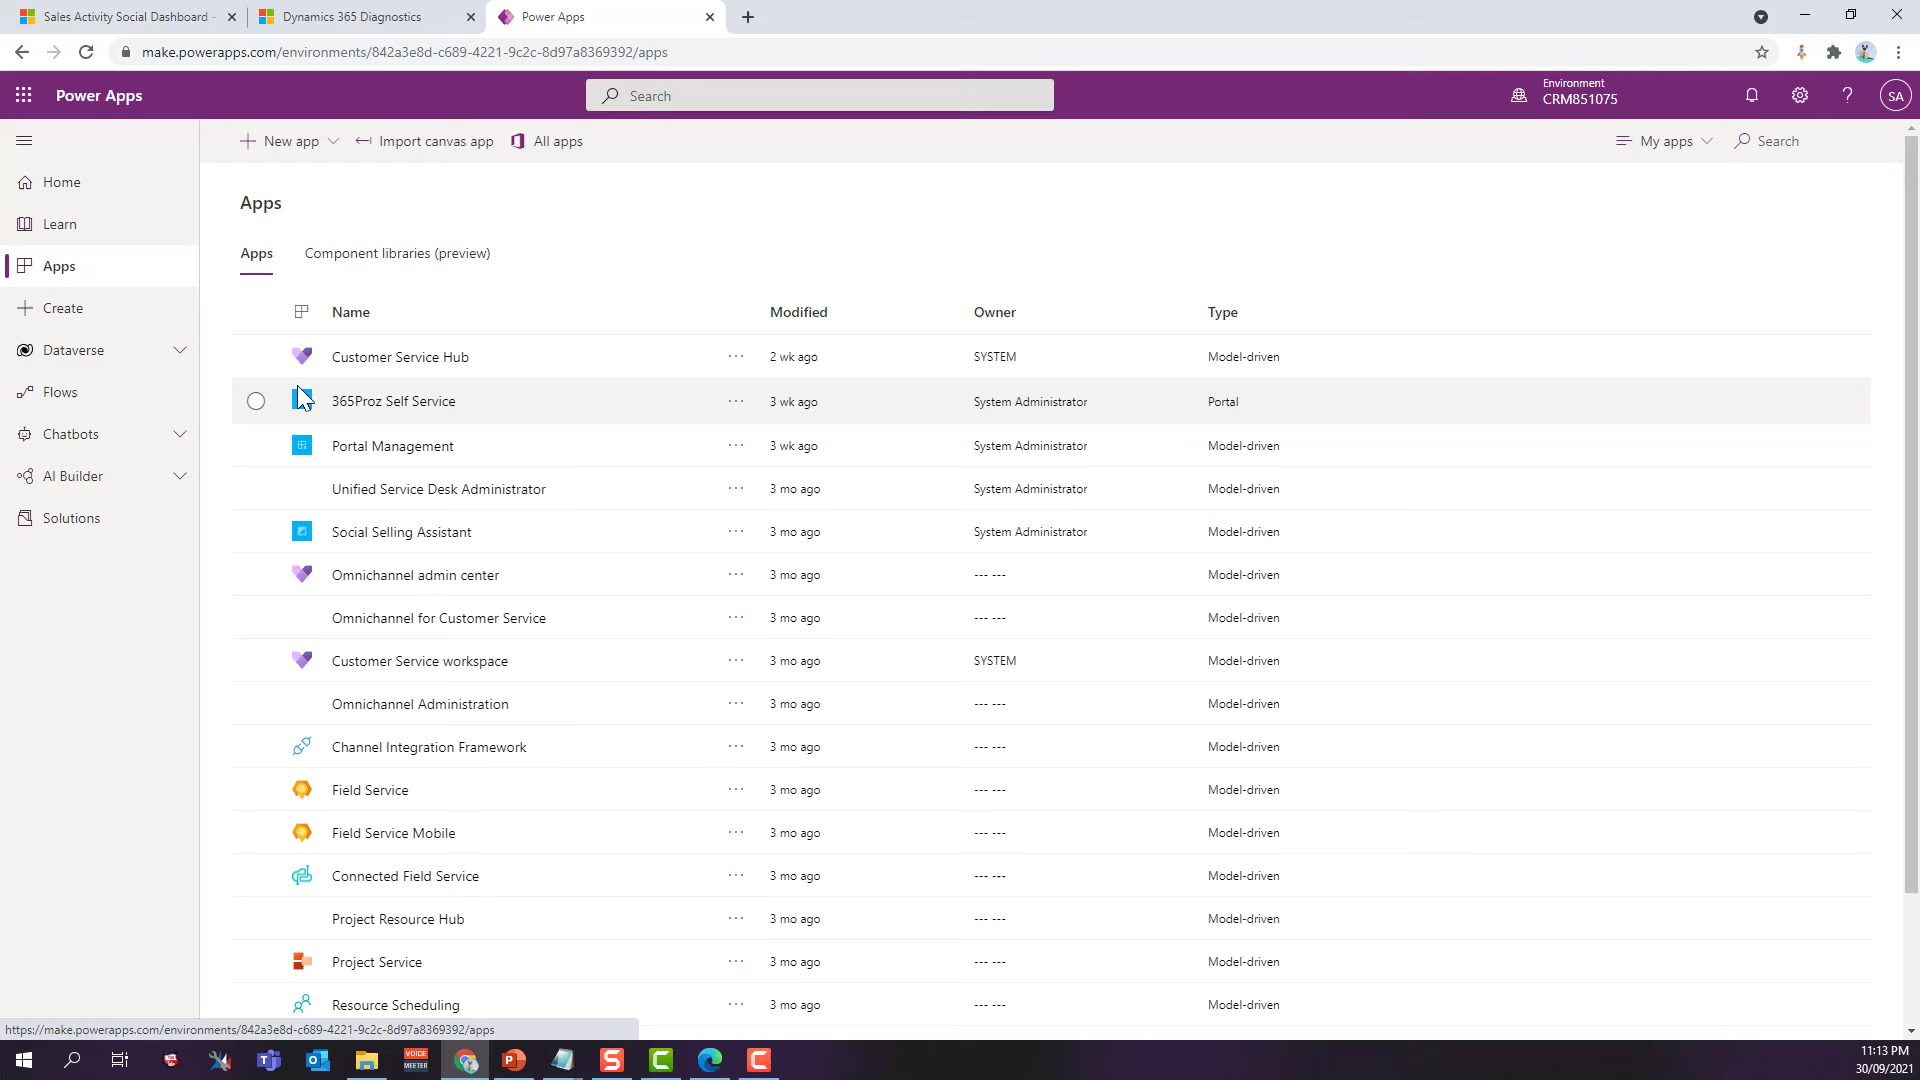 Sales Activity Social Dashboard -
Dynamics 365 Diagnostics
Power Apps
make.powerapps.com/environments/842a3e8d-c689-4221-9c2c-8d97a8369392/apps
Power Apps
Search
Environment
CRM851075
SA
New app
Import canvas app
All apps
My apps
Search
Home
Learn
Apps
Create
Dataverse
Flows
Chatbots
AI Builder
Solutions
Apps
Apps Component libraries (preview)
Name Modified Owner Type
Customer Service Hub ... 2 wk ago SYSTEM Model-driven
365Proz Self Service ... 3 wk ago System Administrator Portal
Portal Management ... 3 wk ago System Administrator Model-driven
Unified Service Desk Administrator ... 3 mo ago System Administrator Model-driven
Social Selling Assistant ... 3 mo ago System Administrator Model-driven
Omnichannel admin center ... 3 mo ago --- --- Model-driven
Omnichannel for Customer Service ... 3 mo ago --- --- Model-driven
Customer Service workspace ... 3 mo ago SYSTEM Model-driven
Omnichannel Administration ... 3 mo ago --- --- Model-driven
Channel Integration Framework ... 3 mo ago --- --- Model-driven
Field Service ... 3 mo ago --- --- Model-driven
Field Service Mobile ... 3 mo ago --- --- Model-driven
Connected Field Service ... 3 mo ago --- --- Model-driven
Project Resource Hub ... 3 mo ago --- --- Model-driven
Project Service ... 3 mo ago --- --- Model-driven
Resource Scheduling ... 3 mo ago --- --- Model-driven
https://make.powerapps.com/environments/842a3e8d-c689-4221-9c2c-8d97a8369392/apps
VOICE
MEETER
11:13 PM
30/09/2021